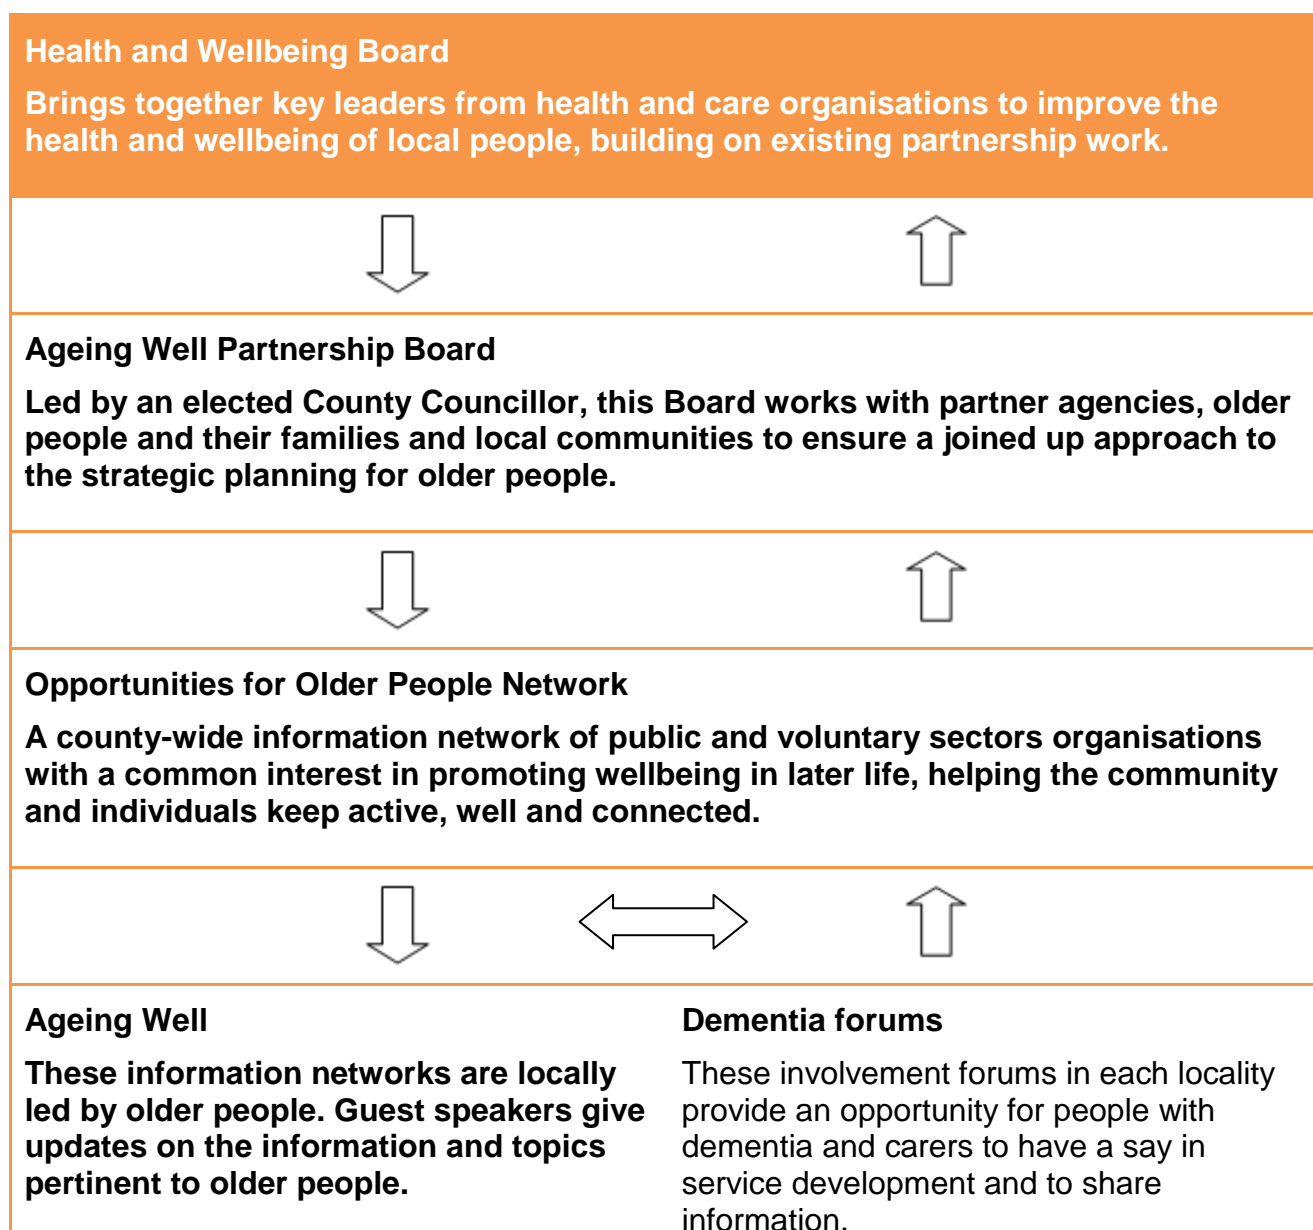 Health and Wellbeing Board
Brings together key leaders from health and care organisations to improve the
health and wellbeing of local people, building on existing partnership work.
Ageing Well Partnership Board
Led by an elected County Councillor, this Board works with partner agencies, older
people and their families and local communities to ensure a joined up approach to
the strategic planning for older people.
Opportunities for Older People Network
A county-wide information network of public and voluntary sectors organisations
with a common interest in promoting wellbeing in later life, helping the community
and individuals keep active, well and connected.
Ageing Well
These information networks are locally
led by older people. Guest speakers give
updates on the information and topics
pertinent to older people.
Dementia forums
These involvement forums in each locality
provide an opportunity for people with
dementia and carers to have a say in
service development and to share
information.